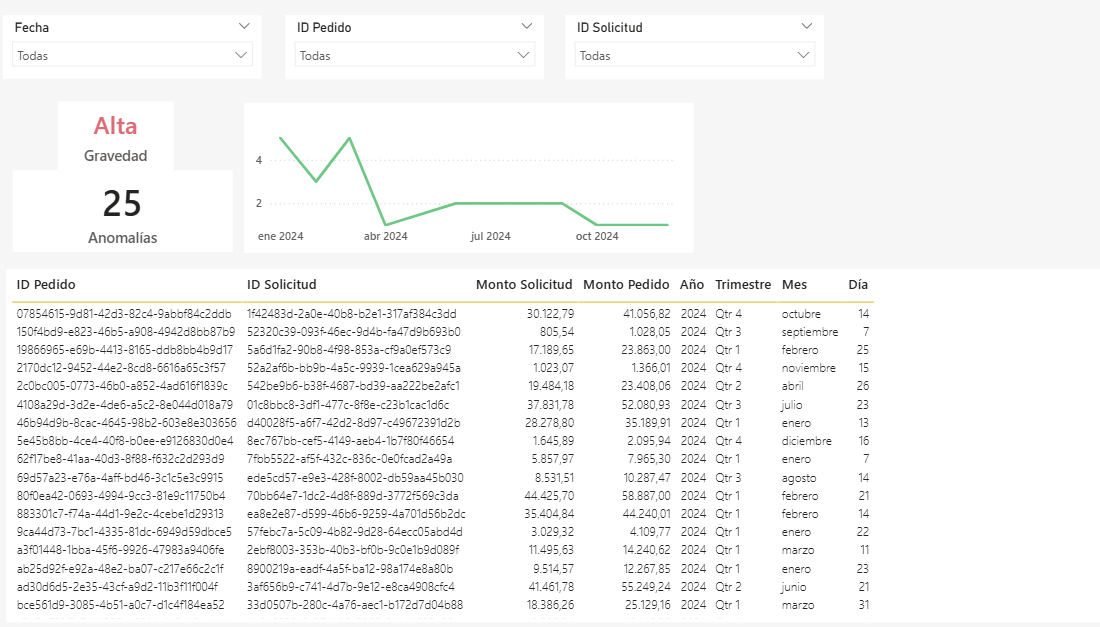 Fecha
Todas
ID Pedido
Todas
ID Solicitud
Todas
Alta
Gravedad
25
Anomalías
4
2
ene 2024 abr 2024 jul 2024 oct 2024
ID Pedido ID Solicitud Monto Solicitud Monto Pedido Año Trimestre Mes Día
07854615-9d81-42d3-82c4-9abbf84c2ddb 1f42483d-2a0e-40b8-b2e1-317af384c3dd 30.122,79 41.056,82 2024 Qtr 4 octubre 14
150f4bd9-e823-46b5-a908-4942d8bb87b9 52320c39-093f-46ec-9d4b-fa47d9b693b0 805,54 1.028,05 2024 Qtr 3 septiembre 7
19866965-e69b-4413-8165-ddb8bb4b9d17 5a6d1fa2-90b8-4f98-853a-cf9a0ef573c9 17.189,65 23.863,00 2024 Qtr 1 febrero 25
2170dc12-9452-44e2-8cd8-6616a65c3f57 52a2af6b-bb9b-4a5c-9939-1cea629a945a 1.023,07 1.366,01 2024 Qtr 4 noviembre 15
2c0bc005-0773-46b0-a852-4ad616f1839c 542be9b6-b38f-4687-bd39-aa222be2afc1 19.484,18 23.408,06 2024 Qtr 2 abril 26
4108a29d-3d2e-4de6-a5c2-8e044d018a79 01c8bbc8-3df1-477c-8f8e-c23b1cac1d6c 37.831,78 52.080,93 2024 Qtr 3 julio 23
46b94d9b-8cac-4645-98b2-603e8e303656 d40028f5-a6f7-42d2-8d97-c49672391d2b 28.278,80 35.189,91 2024 Qtr 1 enero 13
5e45b8bb-4ce4-40f8-b0ee-e9126830d0e4 8ec767bb-cef5-4149-aeb4-1b7f80f46654 1.645,89 2.095,94 2024 Qtr 4 diciembre 16
62f17be8-41aa-40d3-8f88-f632c2d293d9 7fbb5522-af5f-432c-836c-0e0fcad2a49a 5.857,97 7.965,30 2024 Qtr 1 enero 7
69d57a23-e76a-4aff-bd46-3c1c5e3c9915 ede5cd57-e9e3-428f-8002-db59aa45b030 8.531,51 10.287,47 2024 Qtr 3 agosto 14
80f0ea42-0693-4994-9cc3-81e9c11750b4 70bb64e7-1dc2-4d8f-889d-3772f569c3da 44.425,70 58.887,00 2024 Qtr 1 febrero 21
883301c7-f74a-44d1-9e2c-4cebe1d29313 ea8e2e87-d599-46b6-9259-4a701d56b2dc 35.404,84 44.240,01 2024 Qtr 1 febrero 14
9ca44d73-7bc1-4335-81dc-6949d59dbce5 57febc7a-5c09-4b82-9d28-64ecc05abd4d 3.029,32 4.109,77 2024 Qtr 1 enero 22
a3f01448-1bba-45f6-9926-47983a9406fe 2ebf8003-353b-40b3-bf0b-9c0e1b9d089f 11.495,63 14.240,62 2024 Qtr 1 marzo 11
ab25d92f-e92a-48e2-ba07-c217e66c2c1f 8900219a-eadf-4a5f-ba12-98a174e8a80b 9.514,57 12.267,85 2024 Qtr 1 enero 23
ad30d6d5-2e35-43cf-a9d2-11b3f11f004f 3af656b9-c741-4d7b-9e12-e8ca4908cfc4 41.461,78 55.249,24 2024 Qtr 2 junio 21
bce561d9-3085-4b51-a0c7-d1c4f184ea52 33d0507b-280c-4a76-aec1-b172d7d04b88 18.386,26 25.129,16 2024 Qtr 1 marzo 31